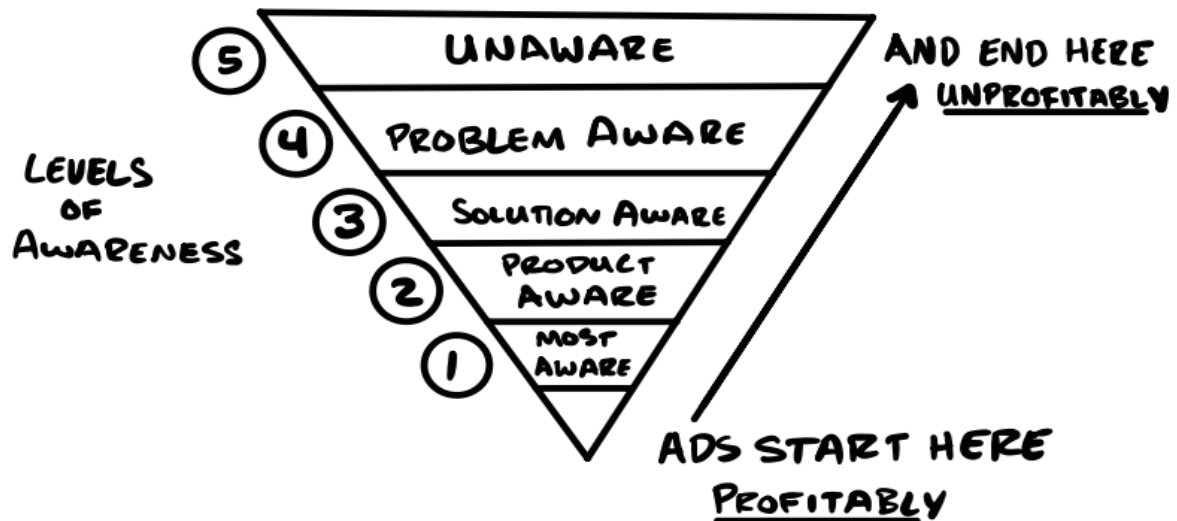 5
UNAWARE
AND END HERE
UNPROFITABLY
4
PROBLEM AWARE
LEVELS
OF
AWARENESS
3
SOLUTION AWARE
2
PRODUCT
AWARE
1
MOST
AWARE
ADS START HERE
PROFITABLY